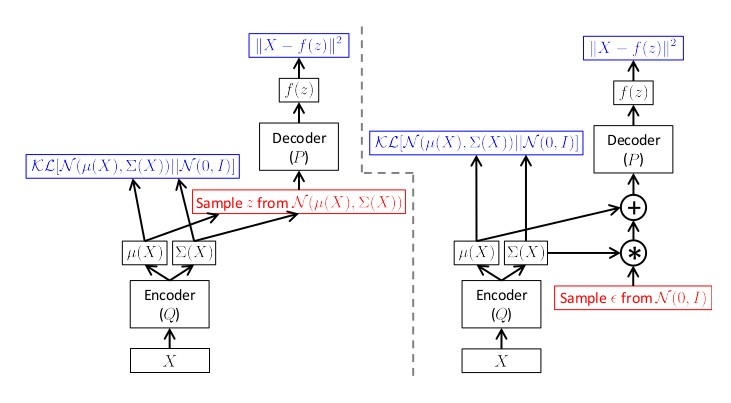 ‖X − f(z)‖²
f(z)
Decoder
(P)
𝒦ℒ[𝒩(μ(X), Σ(X))||𝒩(0, I)]
Sample z from 𝒩(μ(X), Σ(X))
μ(X)
Σ(X)
Encoder
(Q)
X
‖X − f(z)‖²
f(z)
Decoder
(P)
𝒦ℒ[𝒩(μ(X), Σ(X))||𝒩(0, I)]
+
μ(X)
Σ(X)
*
Encoder
(Q)
Sample ϵ from 𝒩(0, I)
X